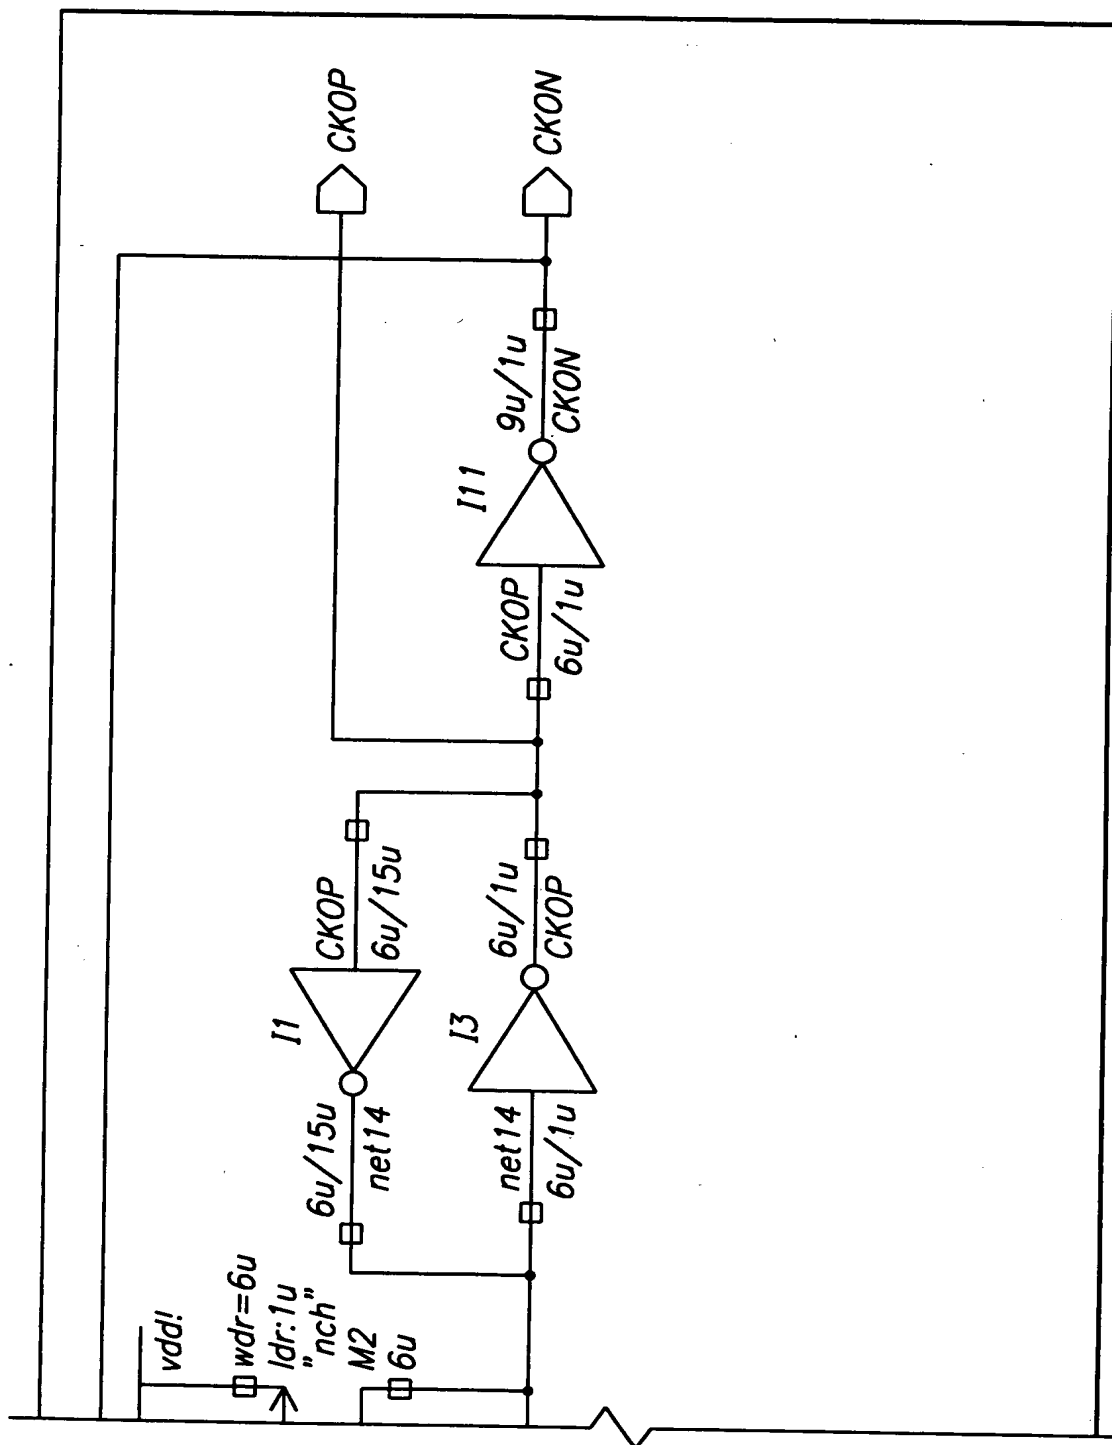 CKOP
CKON
9u/1u
CKON
I11
CKOP
6u/1u
CKOP
6u/15u
I1
6u/15u
net14
6u/1u
CKOP
I3
net14
6u/1u
vdd!
wdr=6u
ldr:1u
"nch"
M2
6u